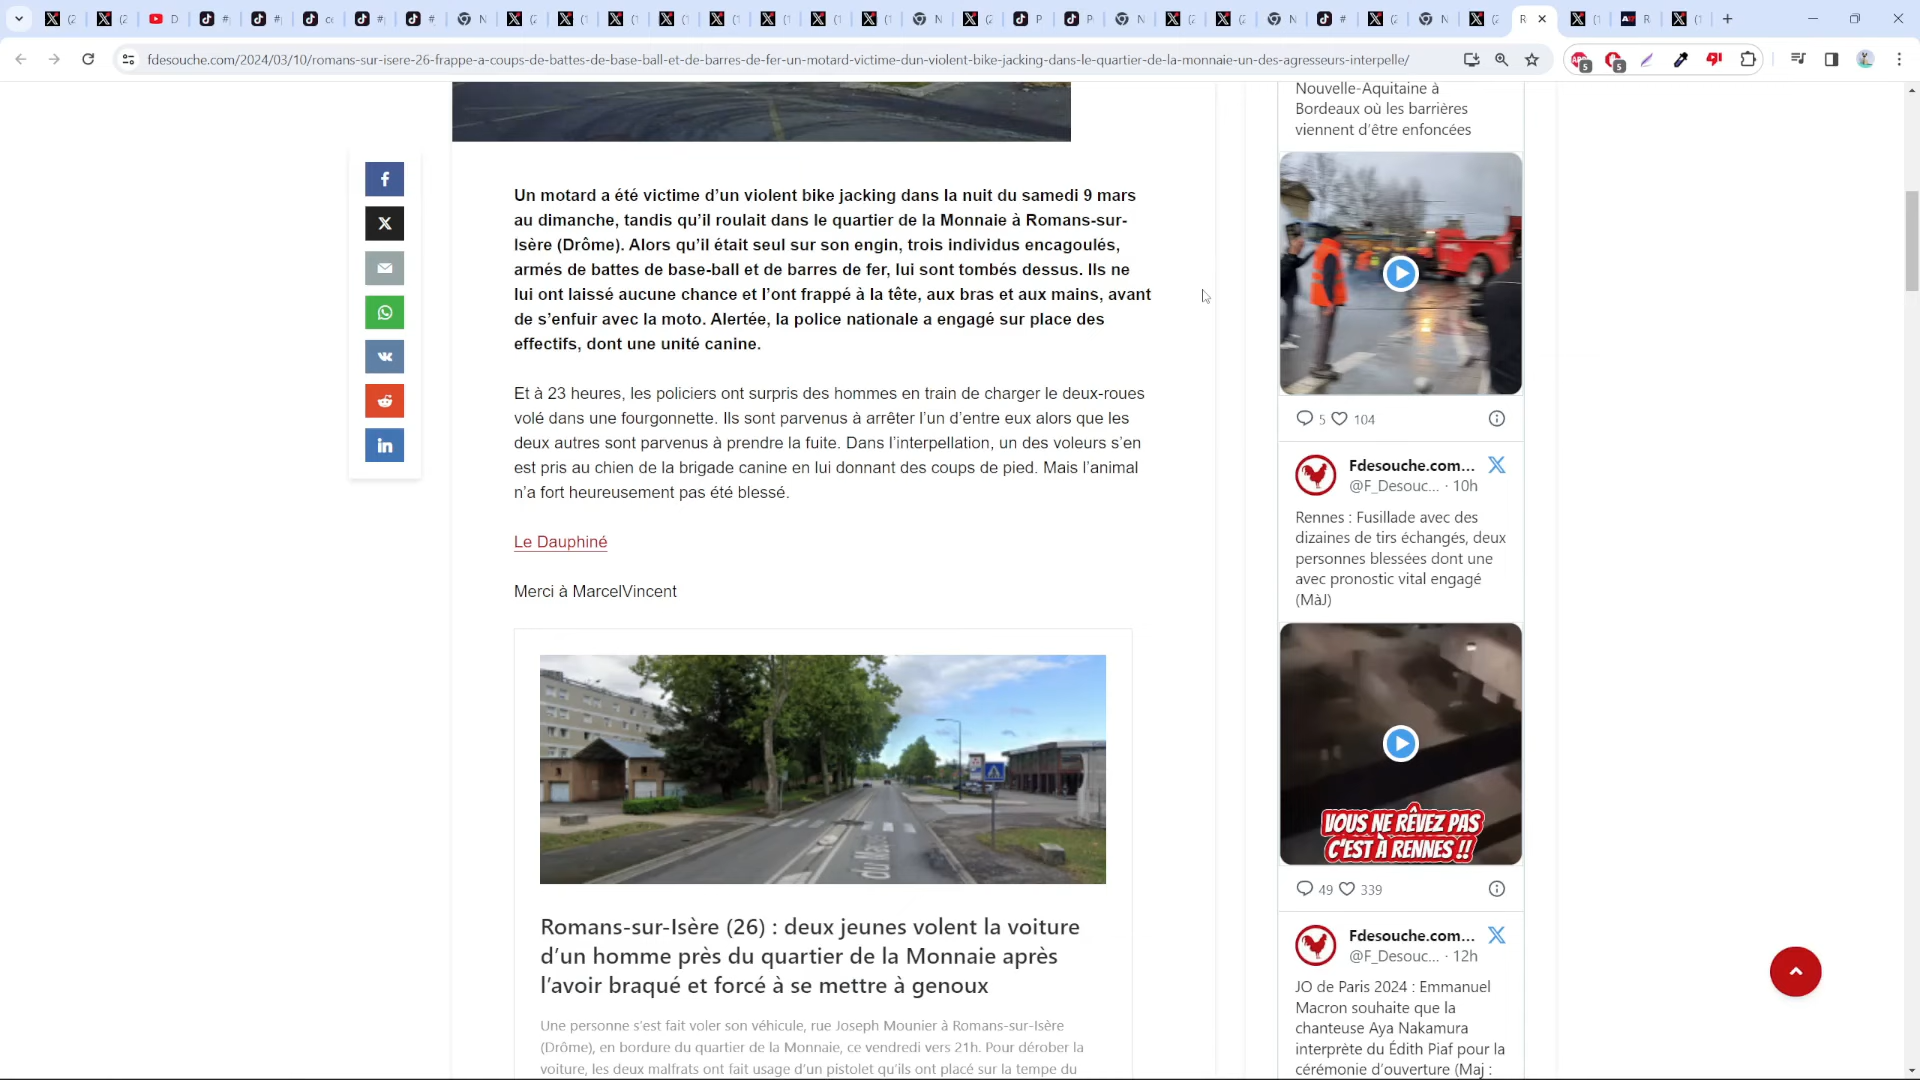 fdesouche.com/2024/03/10/romans-sur-isere-26-frappe-a-coups-de-battes-de-base-ball-et-de-barres-de-fer-un-motard-victime-dun-violent-bike-jacking-dans-le-quartier-de-la-monnaie-un-des-agresseurs-interpelle/
5
5
Un motard a été victime d’un violent bike jacking dans la nuit du samedi 9 mars
au dimanche, tandis qu’il roulait dans le quartier de la Monnaie à Romans-sur-
Isère (Drôme). Alors qu’il était seul sur son engin, trois individus encagoulés,
armés de battes de base-ball et de barres de fer, lui sont tombés dessus. Ils ne
lui ont laissé aucune chance et l’ont frappé à la tête, aux bras et aux mains, avant
de s’enfuir avec la moto. Alertée, la police nationale a engagé sur place des
effectifs, dont une unité canine.
Et à 23 heures, les policiers ont surpris des hommes en train de charger le deux-roues
volé dans une fourgonnette. Ils sont parvenus à arrêter l’un d’entre eux alors que les
deux autres sont parvenus à prendre la fuite. Dans l’interpellation, un des voleurs s’en
est pris au chien de la brigade canine en lui donnant des coups de pied. Mais l’animal
n’a fort heureusement pas été blessé.
Le Dauphiné
Merci à MarcelVincent
du Ma
Romans-sur-Isère (26) : deux jeunes volent la voiture
d’un homme près du quartier de la Monnaie après
l’avoir braqué et forcé à se mettre à genoux
Une personne s’est fait voler son véhicule, rue Joseph Mounier à Romans-sur-Isère
(Drôme), en bordure du quartier de la Monnaie, ce vendredi vers 21h. Pour dérober la
voiture, les deux malfrats ont fait usage d’un pistolet qu’ils ont placé sur la tempe du
Nouvelle-Aquitaine à
Bordeaux où les barrières
viennent d’être enfoncées
5 104
Fdesouche.com...
@F_Desouc... · 10h
Rennes : Fusillade avec des
dizaines de tirs échangés, deux
personnes blessées dont une
avec pronostic vital engagé
(MàJ)
VOUS NE RÊVEZ PAS
C'EST À RENNES !!
49 339
Fdesouche.com...
@F_Desouc... · 12h
JO de Paris 2024 : Emmanuel
Macron souhaite que la
chanteuse Aya Nakamura
interprète du Édith Piaf pour la
cérémonie d’ouverture (Maj :